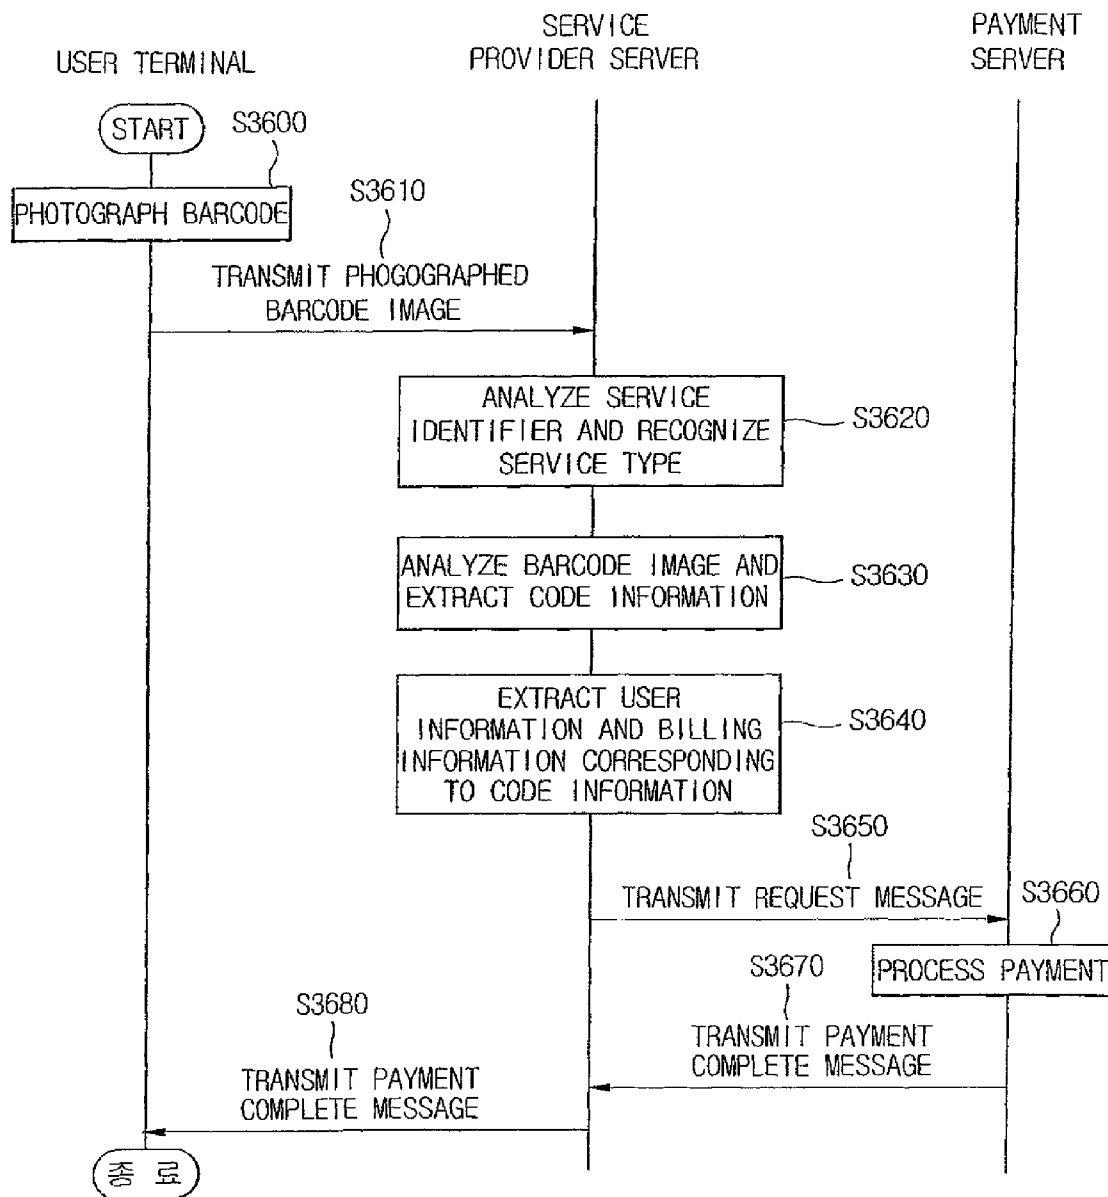 USER TERMINAL
SERVICE
PROVIDER SERVER
PAYMENT
SERVER
START
S3600
PHOTOGRAPH BARCODE
S3610
TRANSMIT PHOGOGRAPHED
BARCODE IMAGE
ANALYZE SERVICE
IDENTIFIER AND RECOGNIZE
SERVICE TYPE
S3620
ANALYZE BARCODE IMAGE AND
EXTRACT CODE INFORMATION
S3630
EXTRACT USER
INFORMATION AND BILLING
INFORMATION CORRESPONDING
TO CODE INFORMATION
S3640
S3650
TRANSMIT REQUEST MESSAGE
S3660
PROCESS PAYMENT
S3670
TRANSMIT PAYMENT
COMPLETE MESSAGE
S3680
TRANSMIT PAYMENT
COMPLETE MESSAGE
종 료